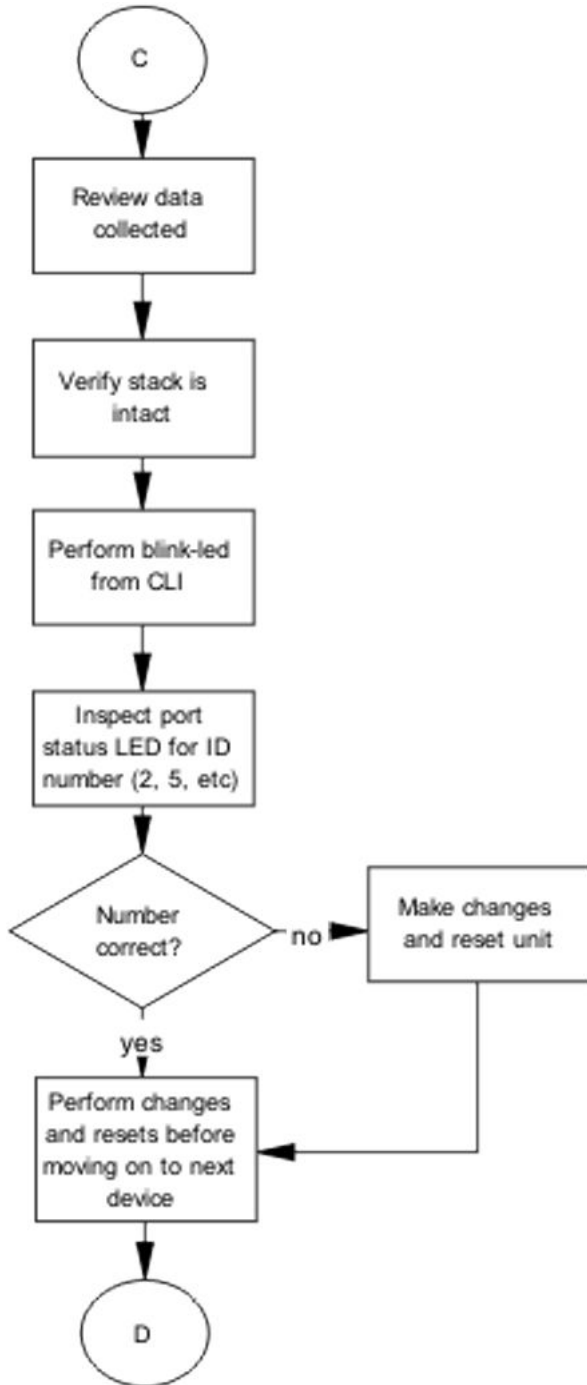 C
Review data
collected
Verify stack is
intact
Perform blink-led
from CLI
Inspect port
status LED for ID
number (2, 5, etc)
Number
correct?
no
Make changes
and reset unit
yes
Perform changes
and resets before
moving on to next
device
D